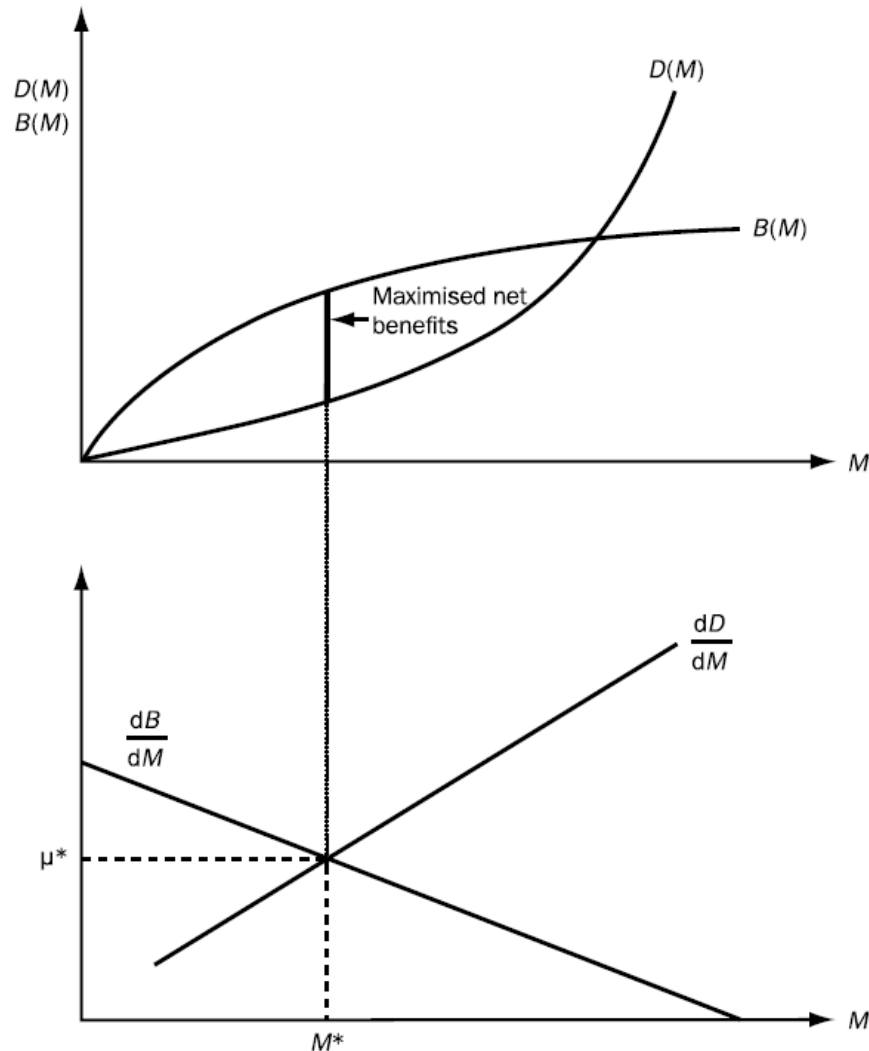 D(M)
B(M)
D(M)
B(M)
Maximised net
benefits
M
dD
dM
dB
dM
μ*
M
M*